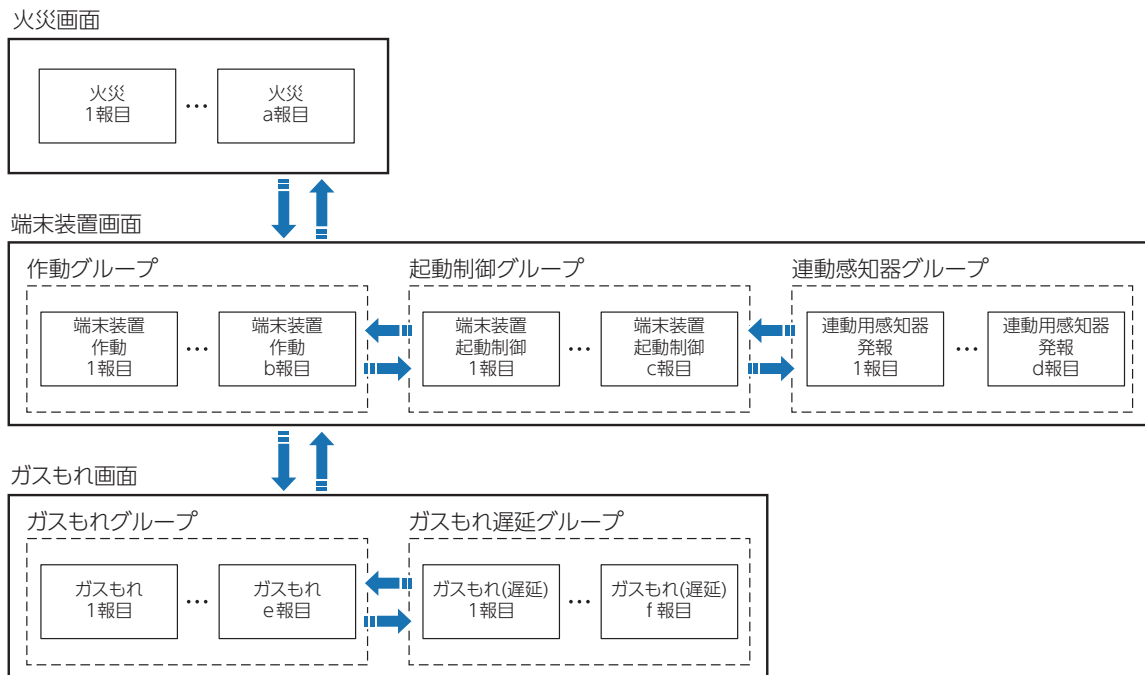 火災画面
火災
1報目
…
火災
a報目
端末装置画面
作動グループ
端末装置
作動
1報目
…
端末装置
作動
b報目
起動制御グループ
端末装置
起動制御
1報目
…
端末装置
起動制御
c報目
連動感知器グループ
連動用感知器
発報
1報目
…
連動用感知器
発報
d報目
ガスもれ画面
ガスもれグループ
ガスもれ
1報目
…
ガスもれ
e報目
ガスもれ遅延グループ
ガスもれ(遅延)
1報目
…
ガスもれ(遅延)
f報目